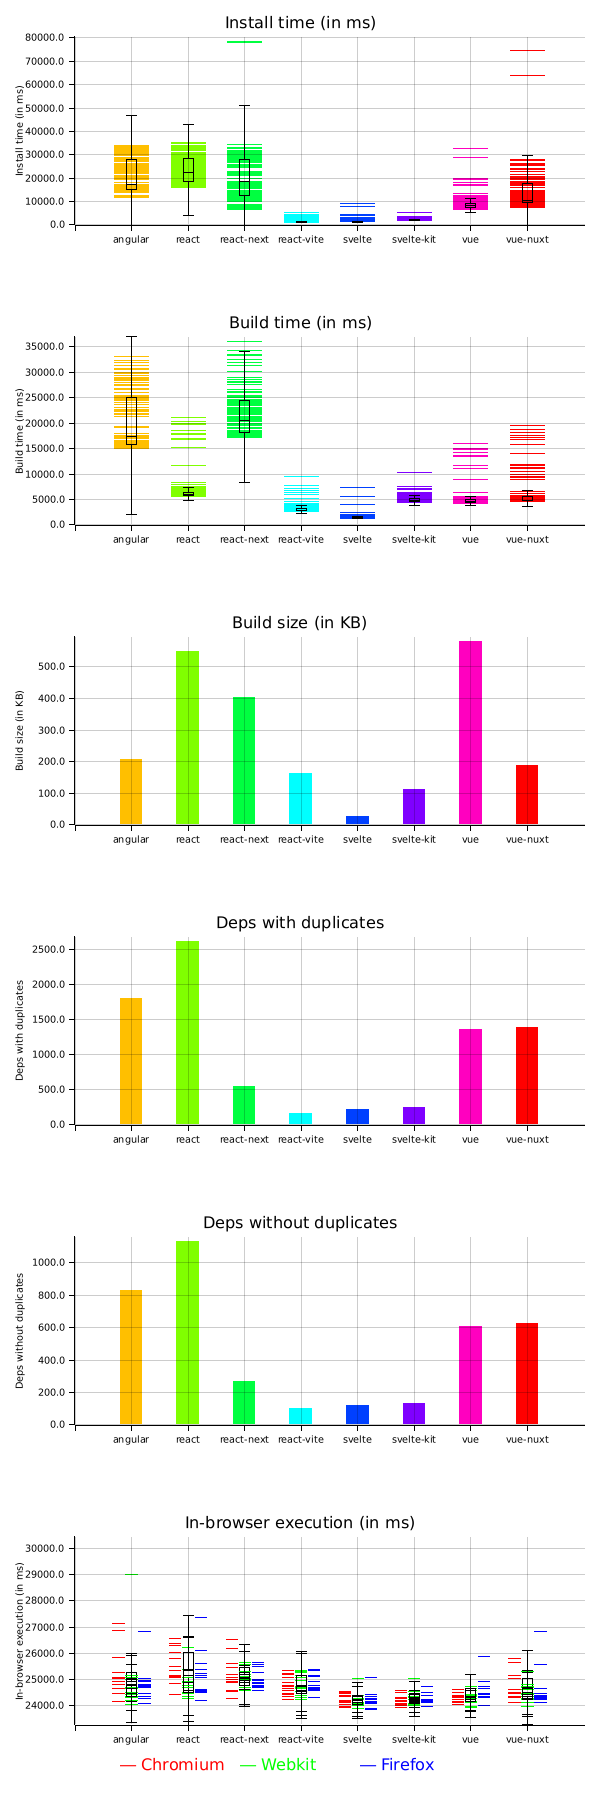 Install time (in ms)
Install time (in ms)
80000.0
70000.0
60000.0
50000.0
40000.0
30000.0
20000.0
10000.0
0.0
angular react react-next react-vite svelte svelte-kit vue vue-nuxt
Build time (in ms)
Build time (in ms)
35000.0
30000.0
25000.0
20000.0
15000.0
10000.0
5000.0
0.0
angular react react-next react-vite svelte svelte-kit vue vue-nuxt
Build size (in KB)
Build size (in KB)
500.0
400.0
300.0
200.0
100.0
0.0
angular react react-next react-vite svelte svelte-kit vue vue-nuxt
Deps with duplicates
Deps with duplicates
2500.0
2000.0
1500.0
1000.0
500.0
0.0
angular react react-next react-vite svelte svelte-kit vue vue-nuxt
Deps without duplicates
Deps without duplicates
1000.0
800.0
600.0
400.0
200.0
0.0
angular react react-next react-vite svelte svelte-kit vue vue-nuxt
In-browser execution (in ms)
In-browser execution (in ms)
30000.0
29000.0
28000.0
27000.0
26000.0
25000.0
24000.0
angular react react-next react-vite svelte svelte-kit vue vue-nuxt
Chromium Webkit Firefox